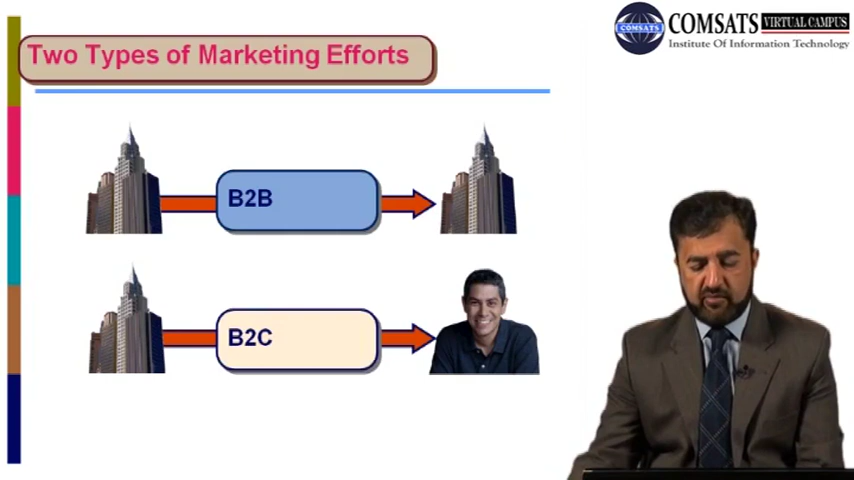 Two Types of Marketing Efforts
COMSATS
COMSATS VIRTUAL CAMPUS
Institute Of Information Technology
B2B
B2C